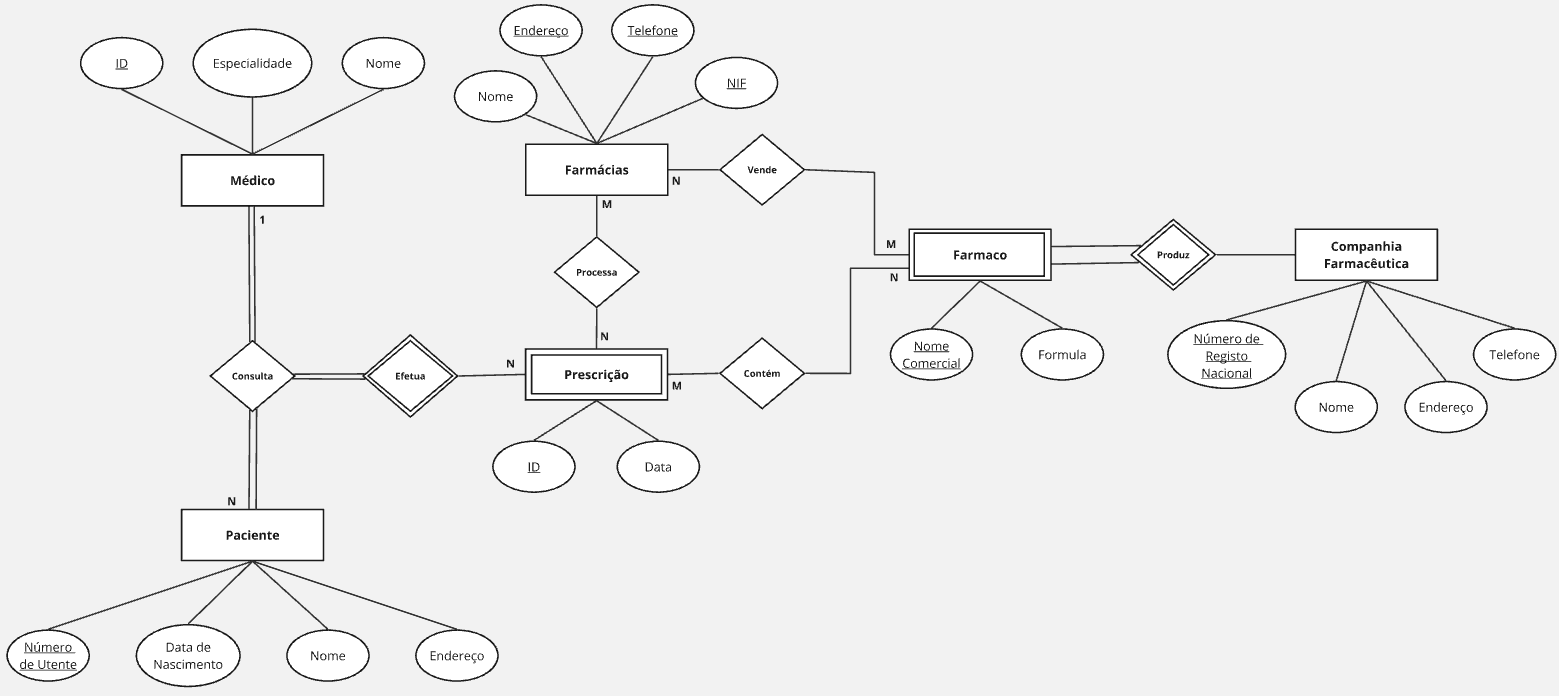 Endereço
Telefone
ID
Especialidade
Nome
Nome
NIF
Médico
Farmácias
Vende
N
M
1
M
Processa
N
Farmaco
N
Produz
Companhia
Farmacêutica
Consulta
Efetua
N
Prescrição
M
Contém
Nome
Comercial
Formula
Número de
Registo
Nacional
Nome
Endereço
Telefone
ID
Data
N
Paciente
Número
de Utente
Data de
Nascimento
Nome
Endereço